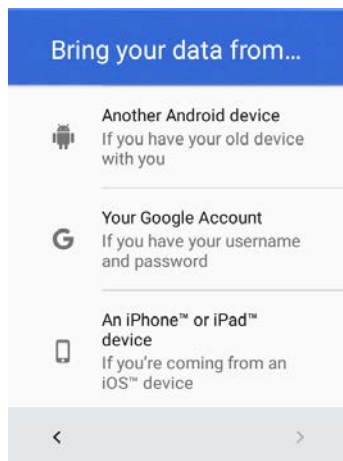 Bring your data from...
Another Android device
If you have your old device
with you
Your Google Account
If you have your username
and password
An iPhone™ or iPad™
device
If you're coming from an
iOS™ device